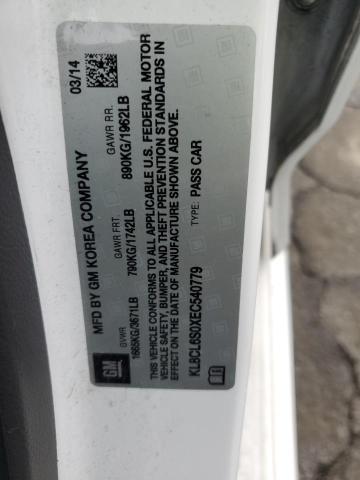 MFD BY GM KOREA COMPANY 03/14
GVWR GAWR FRT. GAWR RR.
1665KG/3671LB 790KG/1742LB 890KG/1962LB
THIS VEHICLE CONFORMS TO ALL APPLICABLE U.S. FEDERAL MOTOR
VEHICLE SAFETY, BUMPER, AND THEFT PREVENTION STANDARDS IN
EFFECT ON THE DATE OF MANUFACTURE SHOWN ABOVE.
KL8CL6S0XEC540779 TYPE: PASS CAR
GM